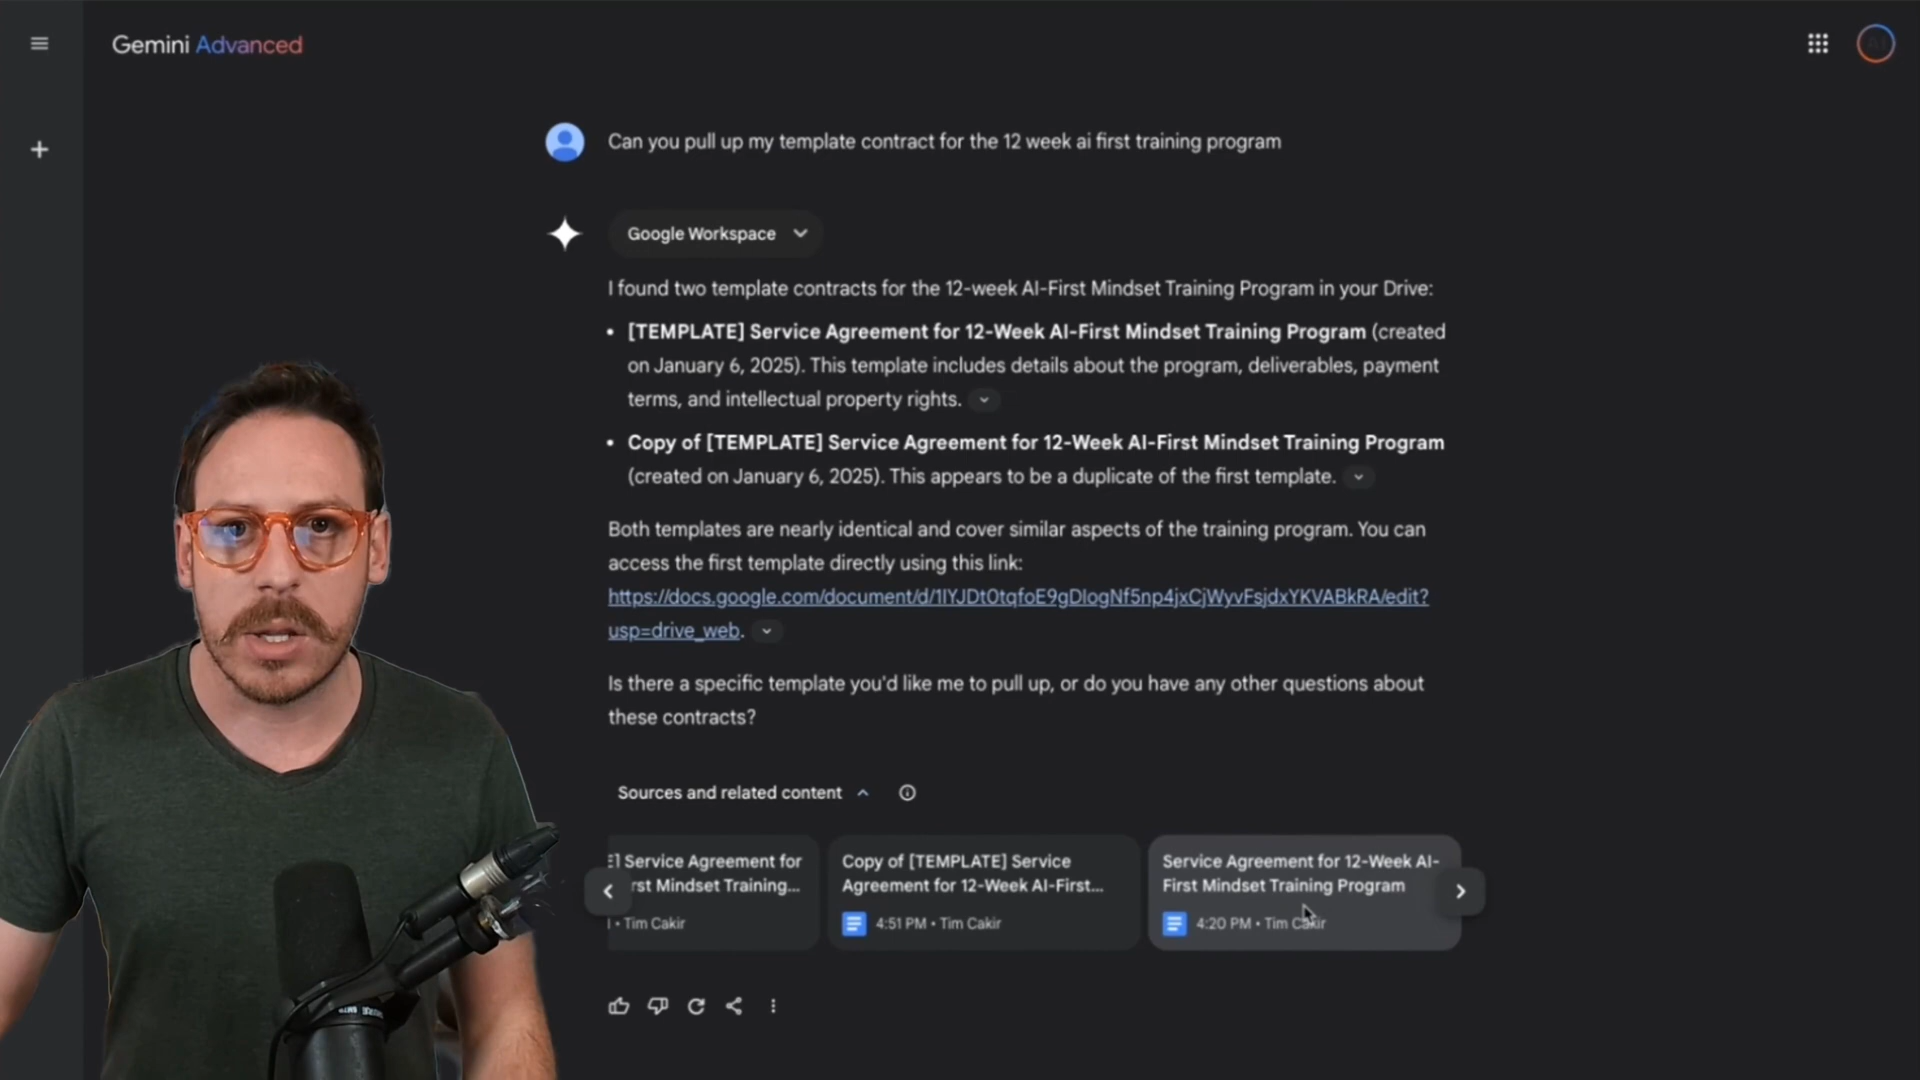 Gemini Advanced
Can you pull up my template contract for the 12 week ai first training program
Google Workspace
I found two template contracts for the 12-week AI-First Mindset Training Program in your Drive:
• [TEMPLATE] Service Agreement for 12-Week AI-First Mindset Training Program (created
on January 6, 2025). This template includes details about the program, deliverables, payment
terms, and intellectual property rights.
• Copy of [TEMPLATE] Service Agreement for 12-Week AI-First Mindset Training Program
(created on January 6, 2025). This appears to be a duplicate of the first template.
Both templates are nearly identical and cover similar aspects of the training program. You can
access the first template directly using this link:
https://docs.google.com/document/d/1IYJDt0tqfoE9gDIogNf5np4jxCjWyvFsjdxYKVABkRA/edit?
usp=drive_web.
Is there a specific template you'd like me to pull up, or do you have any other questions about
these contracts?
Sources and related content
E] Service Agreement for
rst Mindset Training...
• Tim Cakir
Copy of [TEMPLATE] Service
Agreement for 12-Week AI-First...
4:51 PM • Tim Cakir
Service Agreement for 12-Week AI-
First Mindset Training Program
4:20 PM • Tim Cakir